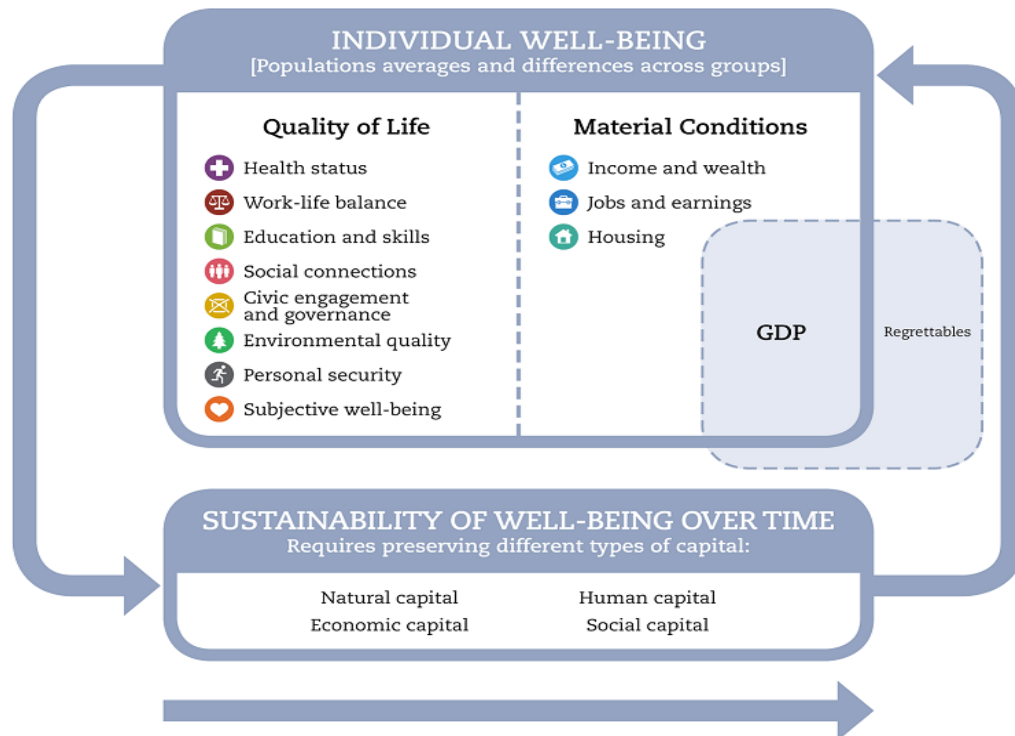 INDIVIDUAL WELL-BEING
[Populations averages and differences across groups]
Quality of Life
Health status
Work-life balance
Education and skills
Social connections
Civic engagement
and governance
Environmental quality
Personal security
Subjective well-being
Material Conditions
Income and wealth
Jobs and earnings
Housing
GDP
Regrettables
SUSTAINABILITY OF WELL-BEING OVER TIME
Requires preserving different types of capital:
Natural capital
Human capital
Economic capital
Social capital